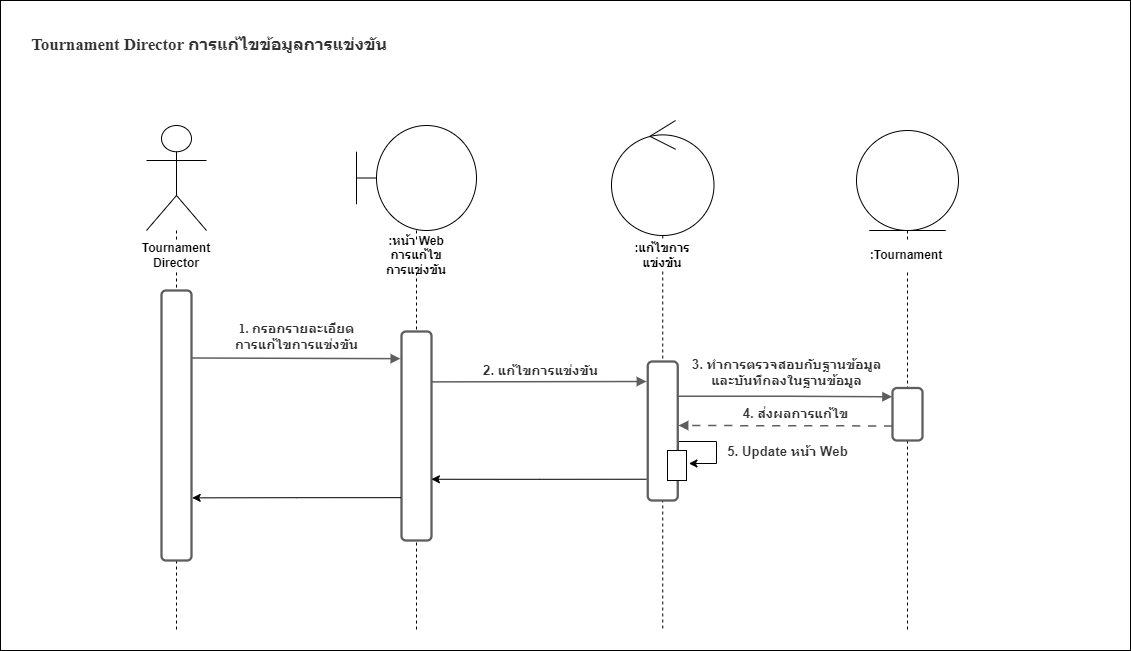 Tournament Director การแก้ไขข้อมูลการแข่งขัน
Tournament
Director
:หน้า Web
การแก้ไข
การแข่งขัน
:แก้ไขการ
แข่งขัน
:Tournament
1. กรอกรายละเอียด
การแก้ไขการแข่งขัน
2. แก้ไขการแข่งขัน
3. ทำการตรวจสอบกับฐานข้อมูล
และบันทึกลงในฐานข้อมูล
4. ส่งผลการแก้ไข
5. Update หน้า Web